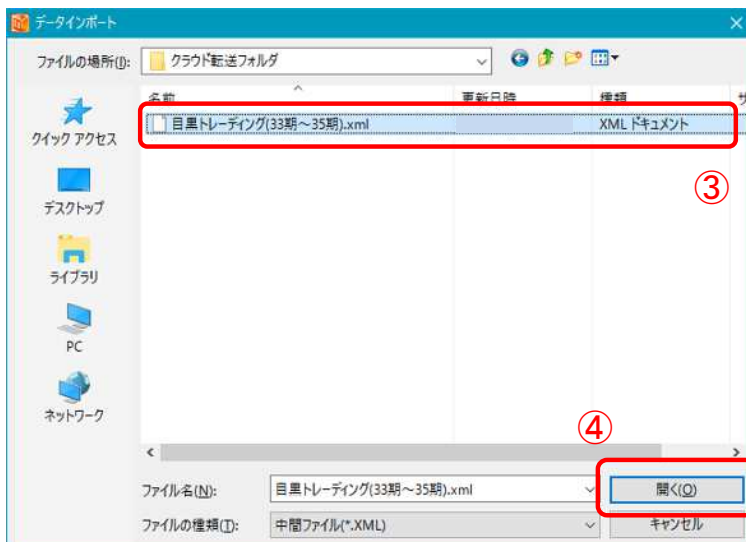 データインポート
ファイルの場所(I): クラウド転送フォルダ
名前 更新日時 種類
目黒トレーディング(33期～35期).xml XML ドキュメント
③
クイック アクセス
デスクトップ
ライブラリ
PC
ネットワーク
④
ファイル名(N): 目黒トレーディング(33期～35期).xml 開く(O)
ファイルの種類(T): 中間ファイル(*.XML) キャンセル